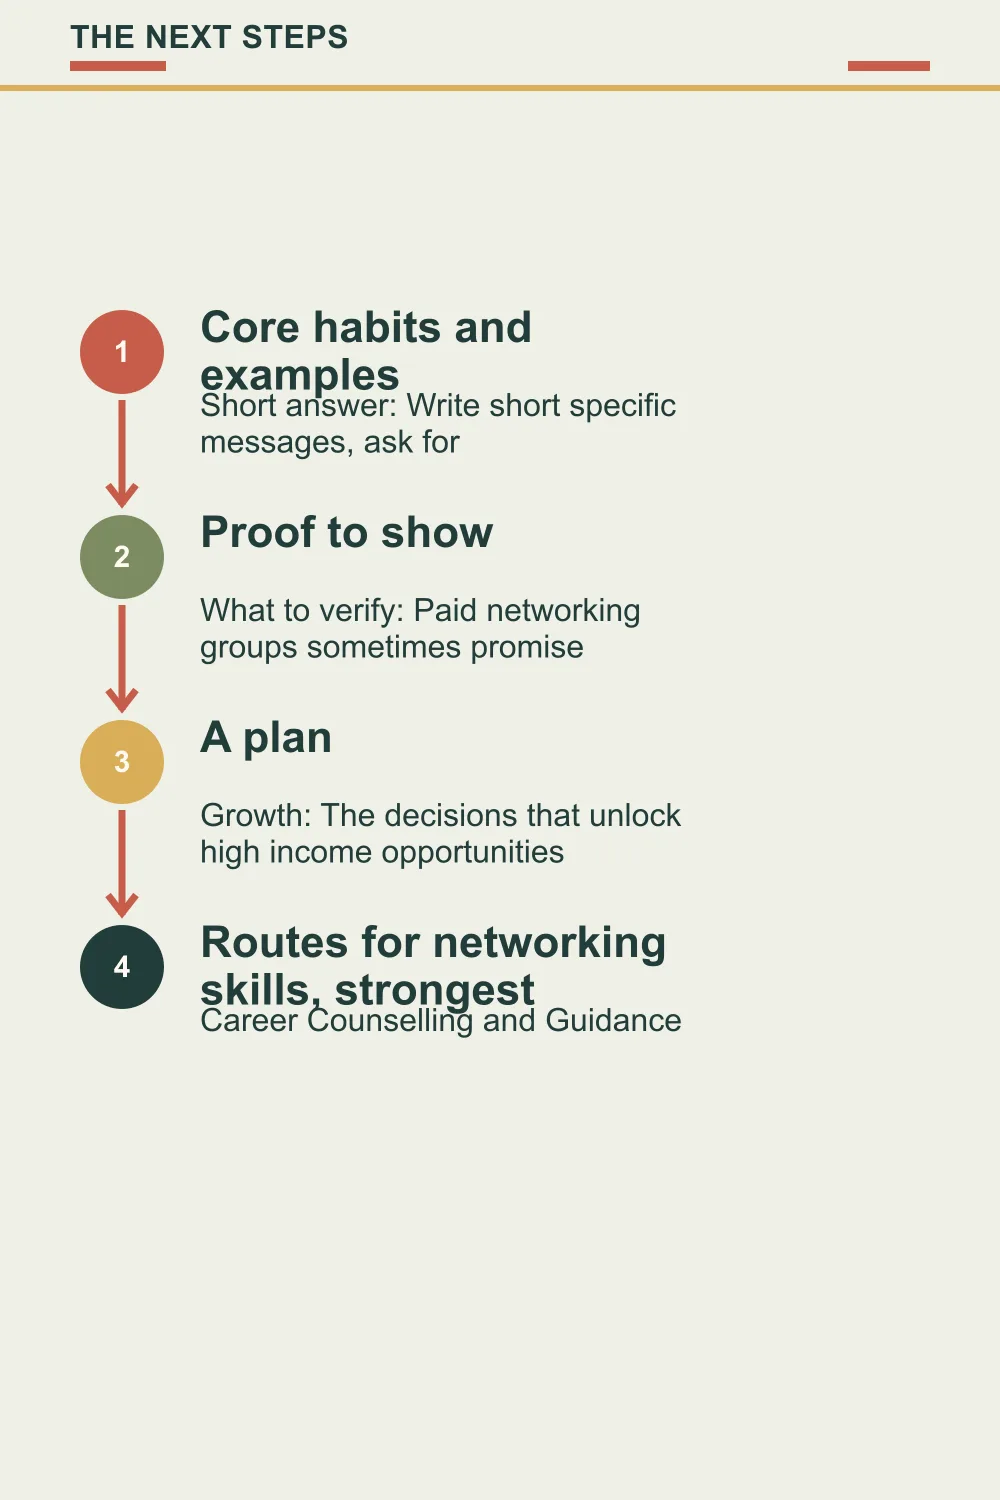 THE NEXT STEPS
1
Core habits and
examples
Short answer: Write short specific
messages, ask for
2
Proof to show
What to verify: Paid networking
groups sometimes promise
3
A plan
Growth: The decisions that unlock
high income opportunities
4
Routes for networking
skills, strongest
Career Counselling and Guidance